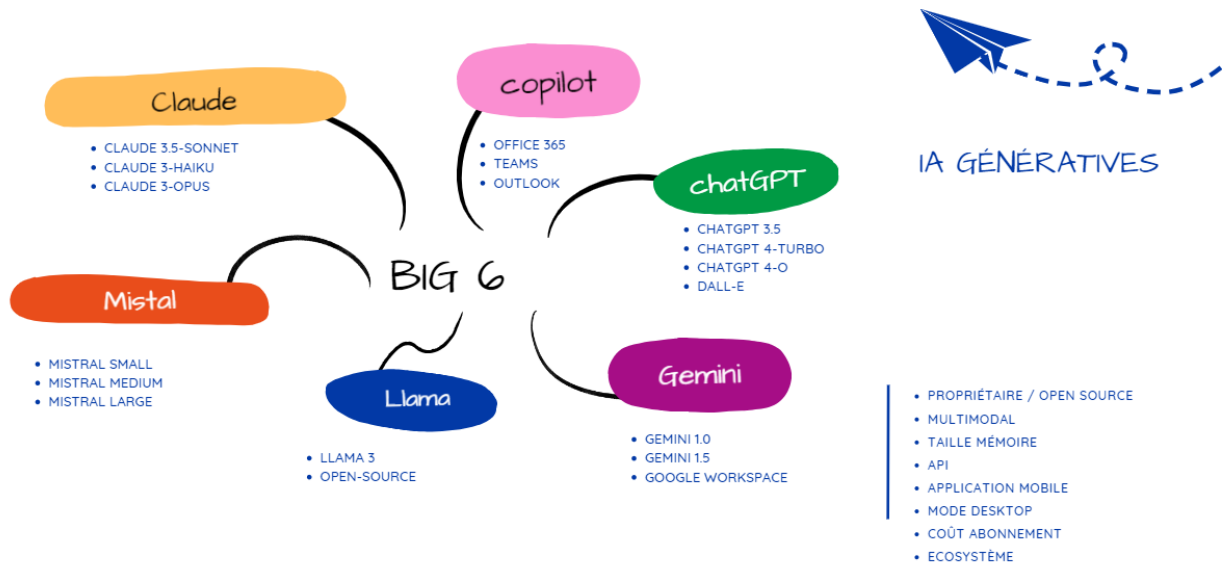 Claude
CLAUDE 3.5-SONNET
CLAUDE 3-HAIKU
CLAUDE 3-OPUS
copilot
OFFICE 365
TEAMS
OUTLOOK
IA GÉNÉRATIVES
chatGPT
CHATGPT 3.5
CHATGPT 4-TURBO
CHATGPT 4-O
DALL-E
BIG 6
Mistal
MISTRAL SMALL
MISTRAL MEDIUM
MISTRAL LARGE
Llama
LLAMA 3
OPEN-SOURCE
Gemini
GEMINI 1.0
GEMINI 1.5
GOOGLE WORKSPACE
PROPRIÉTAIRE / OPEN SOURCE
MULTIMODAL
TAILLE MÉMOIRE
API
APPLICATION MOBILE
MODE DESKTOP
COÛT ABONNEMENT
ECOSYSTÈME